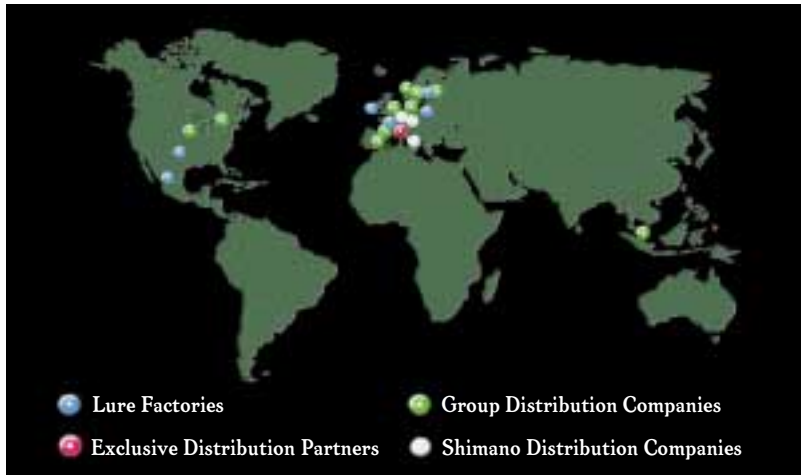 Lure Factories
Group Distribution Companies
Exclusive Distribution Partners
Shimano Distribution Companies